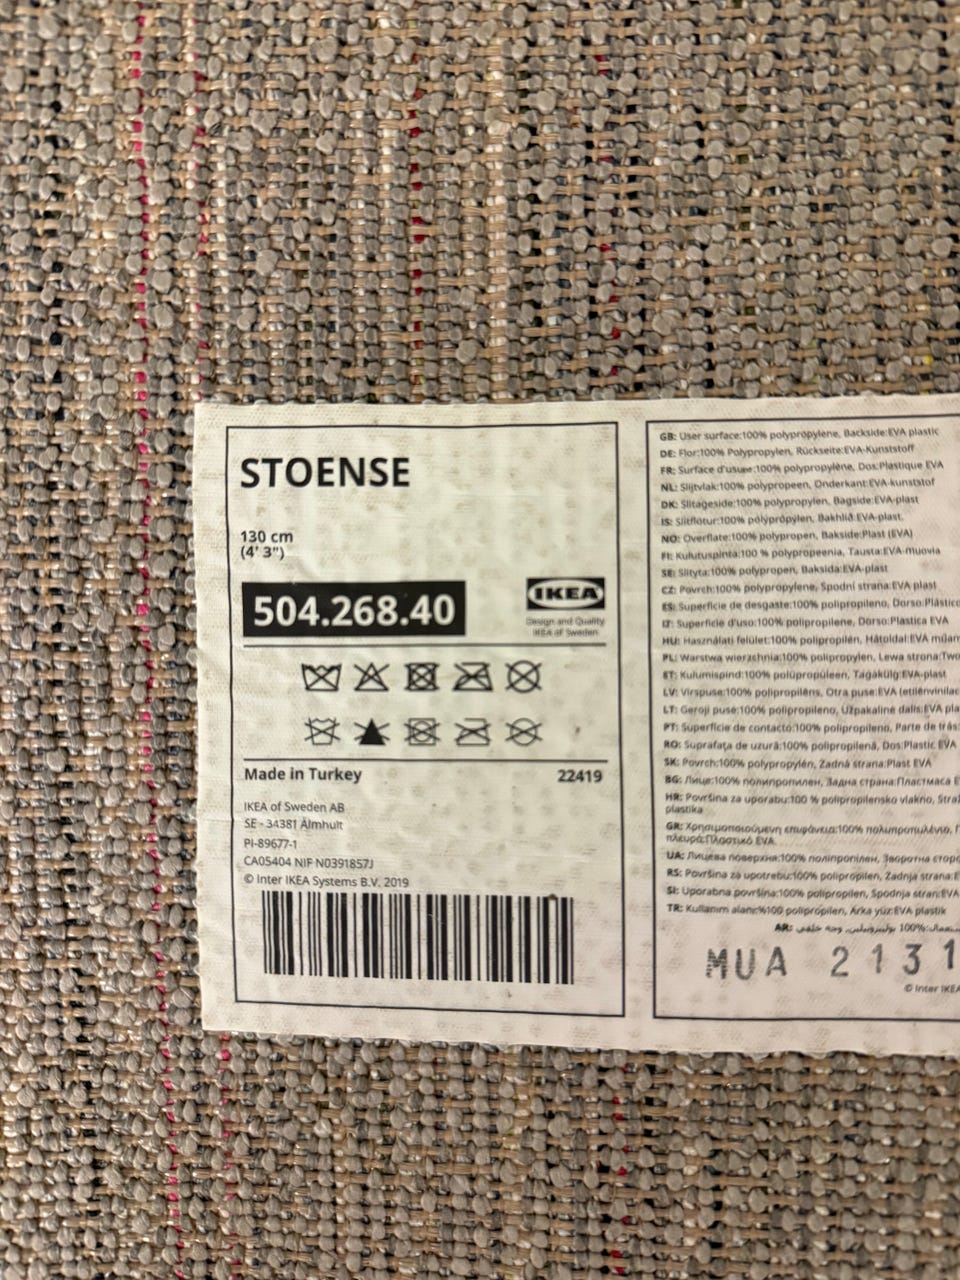 STOENSE
130 cm
(4' 3")
504.268.40
IKEA
Design and Quality
IKEA of Sweden
Made in Turkey 22419
IKEA of Sweden AB
SE - 34381 Älmhult
PI-89677-1
CA05404 NIF N0391857J
© Inter IKEA Systems B.V. 2019
GB: User surface:100% polypropylene, Backside:EVA plastic
DE: Flor:100% Polypropylen, Rückseite:EVA-Kunststoff
FR: Surface d'usure:100% polypropylène, Dos:Plastique EVA
NL: Slijtvlak:100% polypropeen, Onderkant:EVA-kunststof
DK: Slitageside:100% polypropylen, Bagside:EVA-plast
IS: Slitflötur:100% pólýprópýlen, Bakhlið:EVA-plast.
NO: Overflate:100% polypropen, Bakside:Plast (EVA)
FI: Kulutuspinta:100 % polypropeenia, Tausta:EVA-muovia
SE: Slityta:100% polypropen, Baksida:EVA-plast
CZ: Povrch:100% polypropylene, Spodní strana:EVA plast
ES: Superficie de desgaste:100% polipropileno, Dorso:Plástico
IT: Superficie d'uso:100% polipropilene, Dorso:Plastica EVA
HU: Használati felület:100% polipropilén, Hátoldal:EVA
PL: Warstwa wierzchnia:100% polipropylen, Lewa strona:
ET: Kulumispind:100% polüpropüleen, Tagakülg:EVA-plast
LV: Virspuse:100% polipropilēns, Otra puse:EVA
LT: Geroji pusė:100% polipropileno, Užpakalinė dalis:EVA
PT: Superfície de contacto:100% polipropileno, Parte de
RO: Suprafaţa de uzură:100% polipropilenă, Dos:Plastic EVA
SK: Povrch:100% polypropylén, Zadná strana:Plast EVA
BG: Лице:100% полипропилен, Задна страна:Пластмаса
HR: Površina za uporabu:100 % polipropilensko vlakno,
plastika
GR: Χρησιμοποιούμενη επιφάνεια:100% πολυπροπυλένιο,
πλευρά:Πλαστικό EVA
UA: Лицева поверхня:100% поліпропілен, Зворотна
RS: Površina za upotrebu:100% polipropilen, Zadnja strana:
SI: Uporabna površina:100% polipropilen, Spodnja stran:EVA
TR: Kullanım alanı:%100 polipropilen, Arka yüz:EVA plastik
AR: 100%
MUA 2131
© Inter IKEA